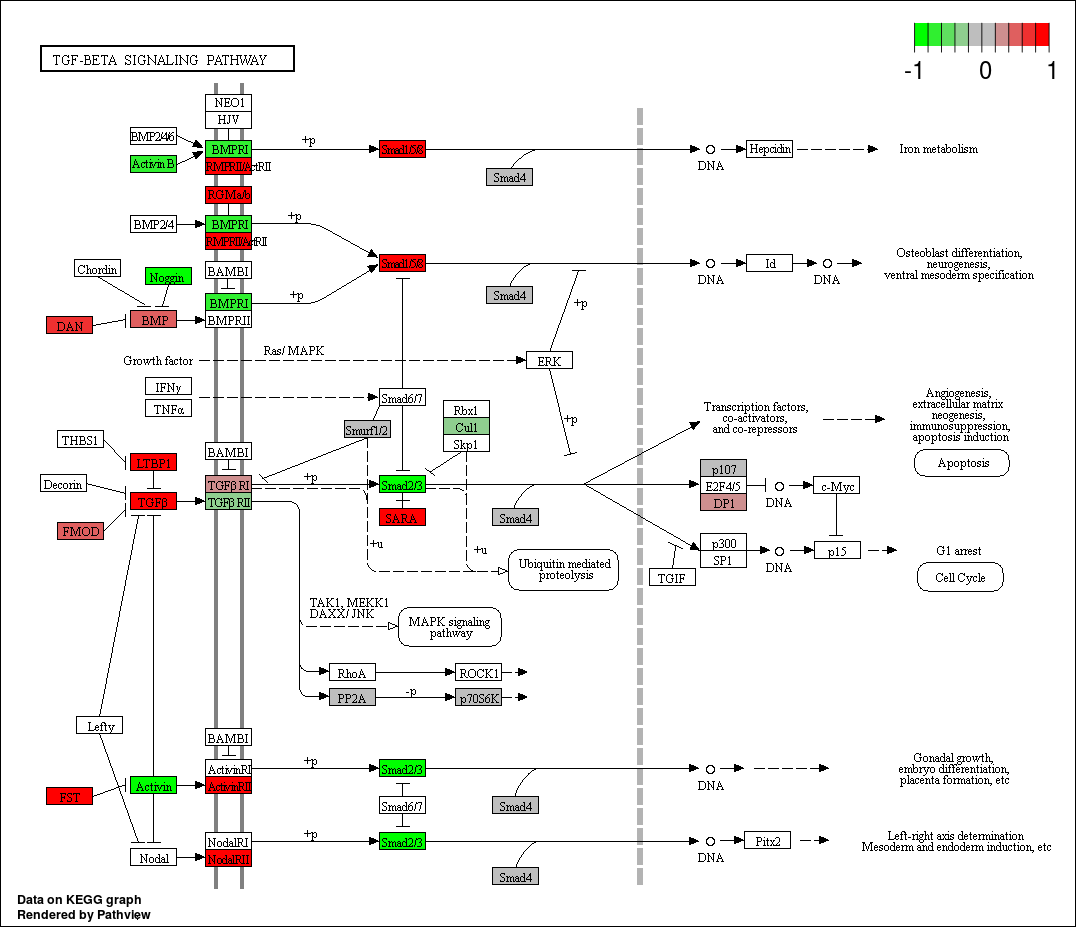 TGF-BETA SIGNALING PATHWAY
-1 0 1
NEO1
HJV
BMP2/4/6
Activin B
BMPRI
+p
Smad1/5/8
Smad4
DNA
Hepcidin
Iron metabolism
RGMa/b
BMP2/4
BMPRI
+p
BAMBI
Chordin
Noggin
BMPRI
BMPRII
+p
DAN
BMP
Smad1/5/8
Smad4
DNA
Id
DNA
Osteoblast differentiation,
neurogenesis,
ventral mesoderm specification
+p
Growth factor
Ras/ MAPK
ERK
IFNγ
TNFα
Smad6/7
Smurf1/2
Rbx1
Cul1
Skp1
+p
Transcription factors,
co-activators,
and co-repressors
Angiogenesis,
extracellular matrix
neogenesis,
immunosuppression,
apoptosis induction
Apoptosis
THBS1
LTBP1
Decorin
TGFβ
FMOD
BAMBI
TGFβ RI
TGFβ RII
+p
Smad2/3
SARA
Smad4
+u
+u
Ubiquitin mediated
proteolysis
p107
E2F4/5
DP1
DNA
c-Myc
p300
SP1
TGIF
DNA
p15
G1 arrest
Cell Cycle
TAK1, MEKK1
DAXX/ JNK
MAPK signaling
pathway
RhoA
ROCK1
PP2A
-p
p70S6K
Lefty
BAMBI
ActivinRI
ActivinRII
FST
Activin
+p
Smad2/3
Smad6/7
Smad4
DNA
Gonadal growth,
embryo differentiation,
placenta formation, etc
Nodal
NodalRI
NodalRII
+p
Smad2/3
Smad4
DNA
Pitx2
Left-right axis determination
Mesoderm and endoderm induction, etc
Data on KEGG graph
Rendered by Pathview